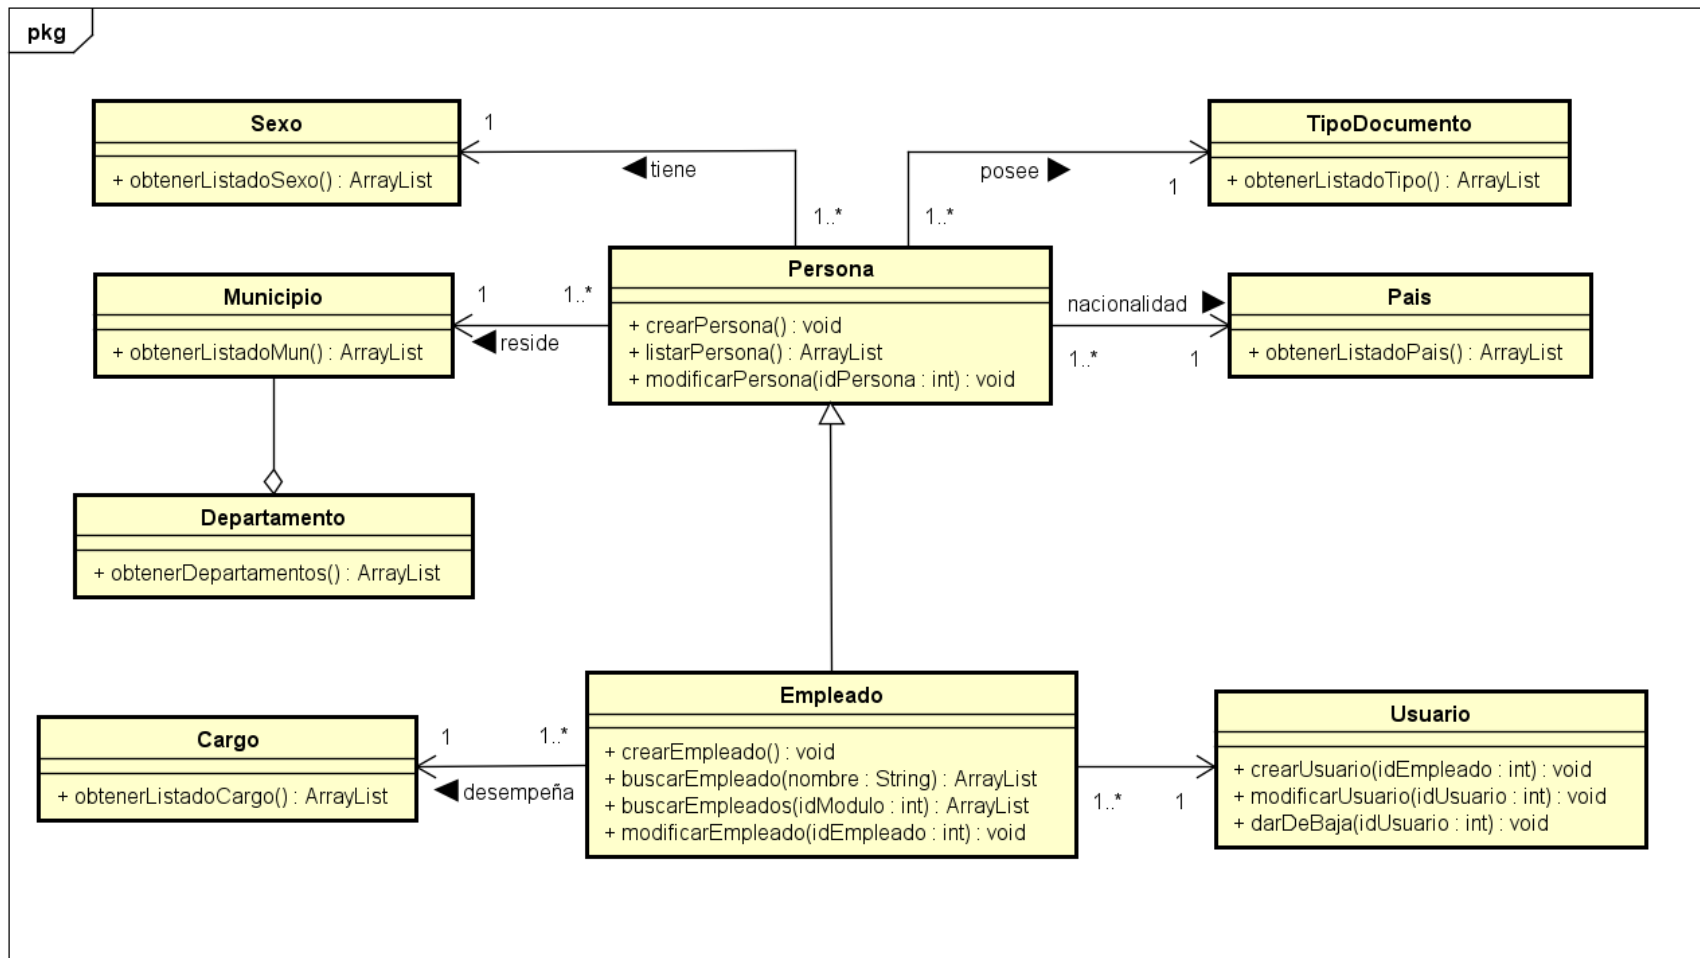 pkg
Sexo
+ obtenerListadoSexo() : ArrayList
1
tiene
1..*
TipoDocumento
+ obtenerListadoTipo() : ArrayList
posee
1
1..*
Persona
+ crearPersona() : void
+ listarPersona() : ArrayList
+ modificarPersona(idPersona : int) : void
Municipio
+ obtenerListadoMun() : ArrayList
1
1..*
reside
nacionalidad
1..*
1
Pais
+ obtenerListadoPais() : ArrayList
Departamento
+ obtenerDepartamentos() : ArrayList
Cargo
+ obtenerListadoCargo() : ArrayList
1
1..*
desempeña
Empleado
+ crearEmpleado() : void
+ buscarEmpleado(nombre : String) : ArrayList
+ buscarEmpleados(idModulo : int) : ArrayList
+ modificarEmpleado(idEmpleado : int) : void
1..*
1
Usuario
+ crearUsuario(idEmpleado : int) : void
+ modificarUsuario(idUsuario : int) : void
+ darDeBaja(idUsuario : int) : void